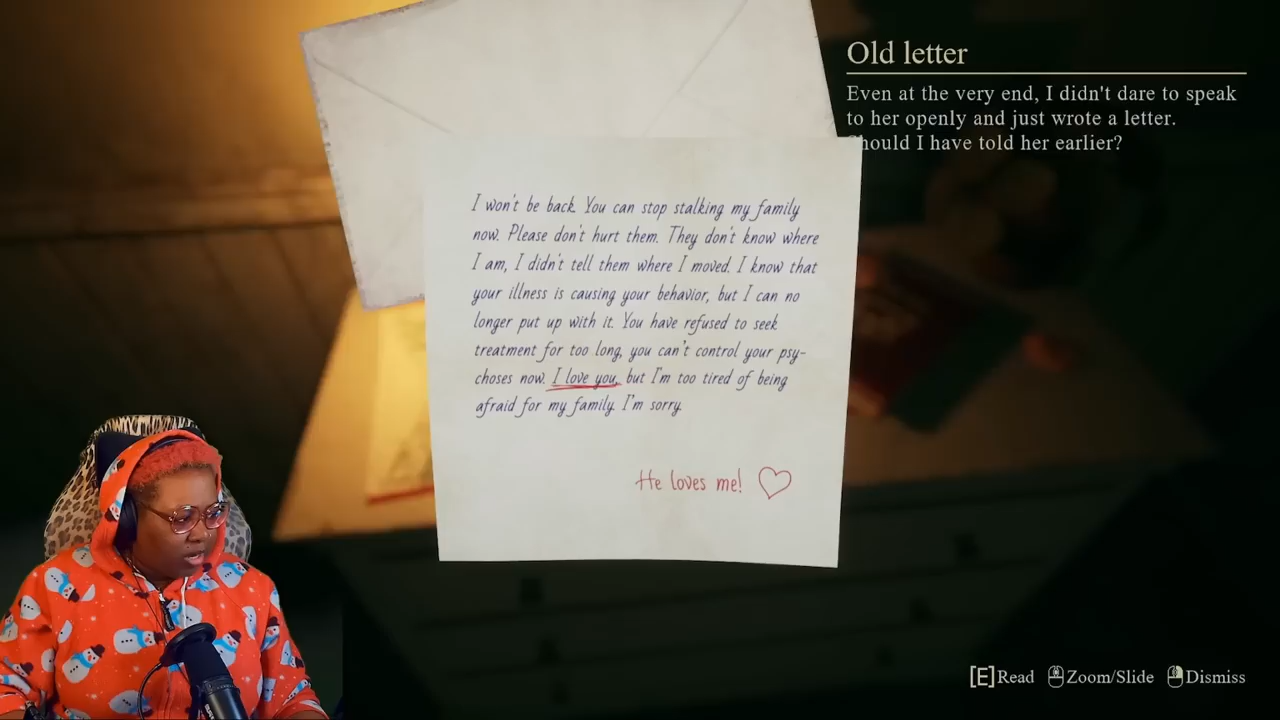 Old letter
Even at the very end, I didn't dare to speak
to her openly and just wrote a letter.
Should I have told her earlier?
I won't be back. You can stop stalking my family
now. Please don't hurt them. They don't know where
I am, I didn't tell them where I moved. I know that
your illness is causing your behavior, but I can no
longer put up with it. You have refused to seek
treatment for too long, you can't control your psy-
choses now. I love you, but I'm too tired of being
afraid for my family. I'm sorry.
He loves me!
[E]Read Zoom/Slide Dismiss